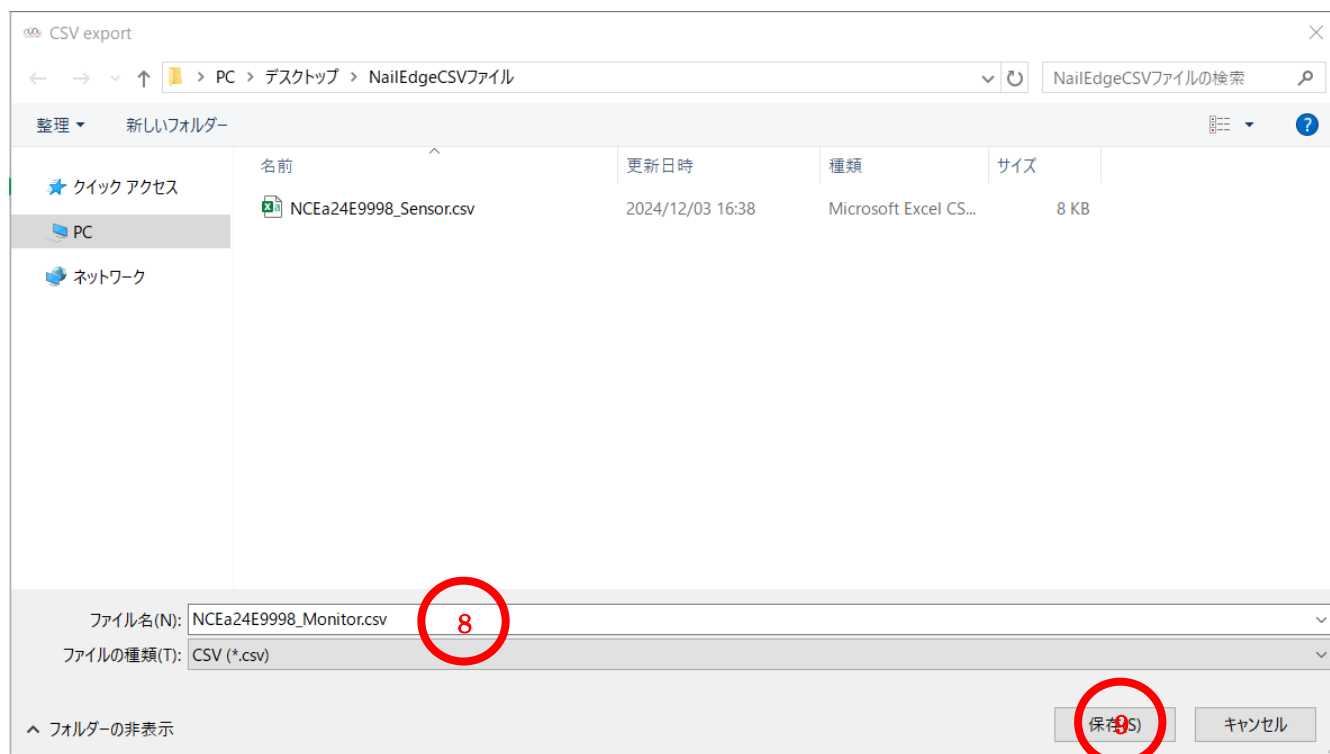 CSV export
PC > デスクトップ > NailEdgeCSVファイル
NailEdgeCSVファイルの検索
整理 新しいフォルダー
名前 更新日時 種類 サイズ
クイック アクセス
NCEa24E9998_Sensor.csv 2024/12/03 16:38 Microsoft Excel CS... 8 KB
PC
ネットワーク
ファイル名(N): NCEa24E9998_Monitor.csv
8
ファイルの種類(T): CSV (*.csv)
フォルダーの非表示
保存(S)
9
キャンセル